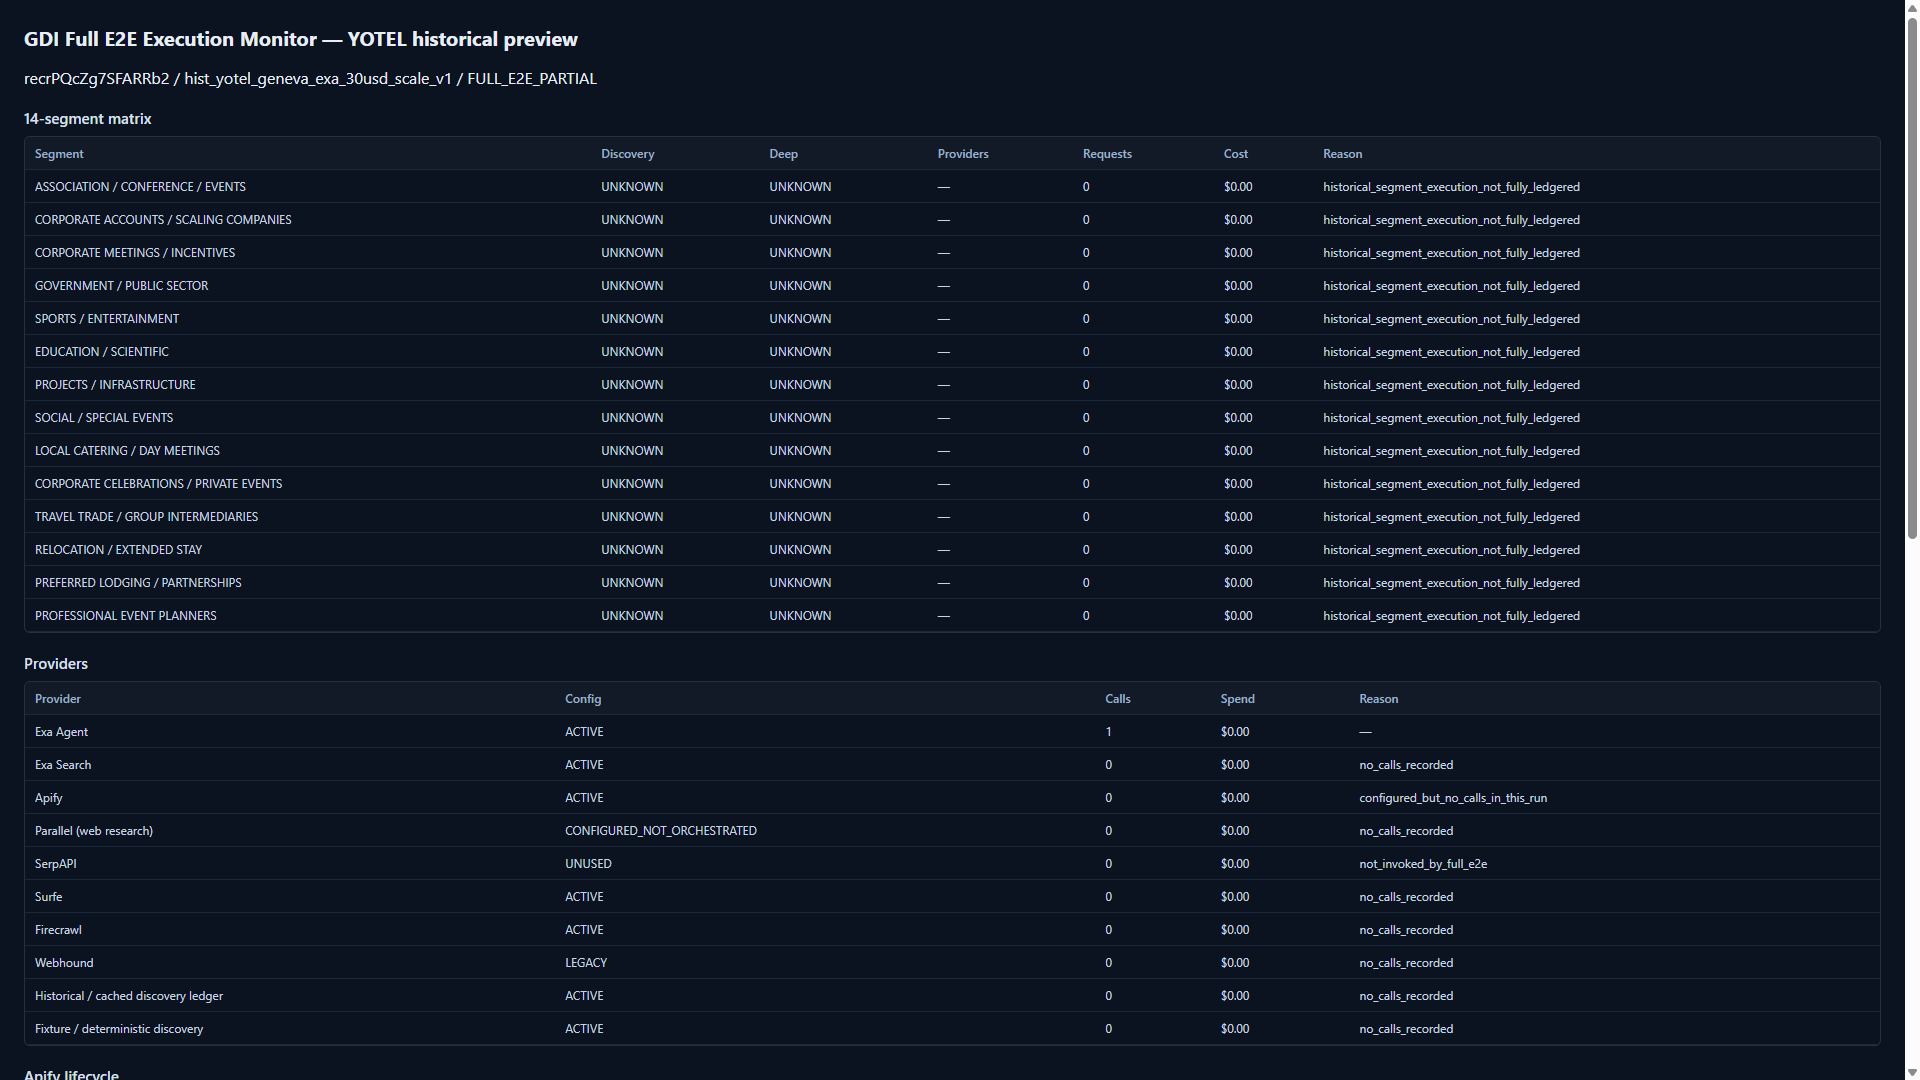 GDI Full E2E Execution Monitor — YOTEL historical preview
recrPQcZg7SFARRb2 / hist_yotel_geneva_exa_30usd_scale_v1 / FULL_E2E_PARTIAL
14-segment matrix
Segment Discovery Deep Providers Requests Cost Reason
ASSOCIATION / CONFERENCE / EVENTS UNKNOWN UNKNOWN — 0 $0.00 historical_segment_execution_not_fully_ledgered
CORPORATE ACCOUNTS / SCALING COMPANIES UNKNOWN UNKNOWN — 0 $0.00 historical_segment_execution_not_fully_ledgered
CORPORATE MEETINGS / INCENTIVES UNKNOWN UNKNOWN — 0 $0.00 historical_segment_execution_not_fully_ledgered
GOVERNMENT / PUBLIC SECTOR UNKNOWN UNKNOWN — 0 $0.00 historical_segment_execution_not_fully_ledgered
SPORTS / ENTERTAINMENT UNKNOWN UNKNOWN — 0 $0.00 historical_segment_execution_not_fully_ledgered
EDUCATION / SCIENTIFIC UNKNOWN UNKNOWN — 0 $0.00 historical_segment_execution_not_fully_ledgered
PROJECTS / INFRASTRUCTURE UNKNOWN UNKNOWN — 0 $0.00 historical_segment_execution_not_fully_ledgered
SOCIAL / SPECIAL EVENTS UNKNOWN UNKNOWN — 0 $0.00 historical_segment_execution_not_fully_ledgered
LOCAL CATERING / DAY MEETINGS UNKNOWN UNKNOWN — 0 $0.00 historical_segment_execution_not_fully_ledgered
CORPORATE CELEBRATIONS / PRIVATE EVENTS UNKNOWN UNKNOWN — 0 $0.00 historical_segment_execution_not_fully_ledgered
TRAVEL TRADE / GROUP INTERMEDIARIES UNKNOWN UNKNOWN — 0 $0.00 historical_segment_execution_not_fully_ledgered
RELOCATION / EXTENDED STAY UNKNOWN UNKNOWN — 0 $0.00 historical_segment_execution_not_fully_ledgered
PREFERRED LODGING / PARTNERSHIPS UNKNOWN UNKNOWN — 0 $0.00 historical_segment_execution_not_fully_ledgered
PROFESSIONAL EVENT PLANNERS UNKNOWN UNKNOWN — 0 $0.00 historical_segment_execution_not_fully_ledgered
Providers
Provider Config Calls Spend Reason
Exa Agent ACTIVE 1 $0.00 —
Exa Search ACTIVE 0 $0.00 no_calls_recorded
Apify ACTIVE 0 $0.00 configured_but_no_calls_in_this_run
Parallel (web research) CONFIGURED_NOT_ORCHESTRATED 0 $0.00 no_calls_recorded
SerpAPI UNUSED 0 $0.00 not_invoked_by_full_e2e
Surfe ACTIVE 0 $0.00 no_calls_recorded
Firecrawl ACTIVE 0 $0.00 no_calls_recorded
Webhound LEGACY 0 $0.00 no_calls_recorded
Historical / cached discovery ledger ACTIVE 0 $0.00 no_calls_recorded
Fixture / deterministic discovery ACTIVE 0 $0.00 no_calls_recorded
Apify lifecycle